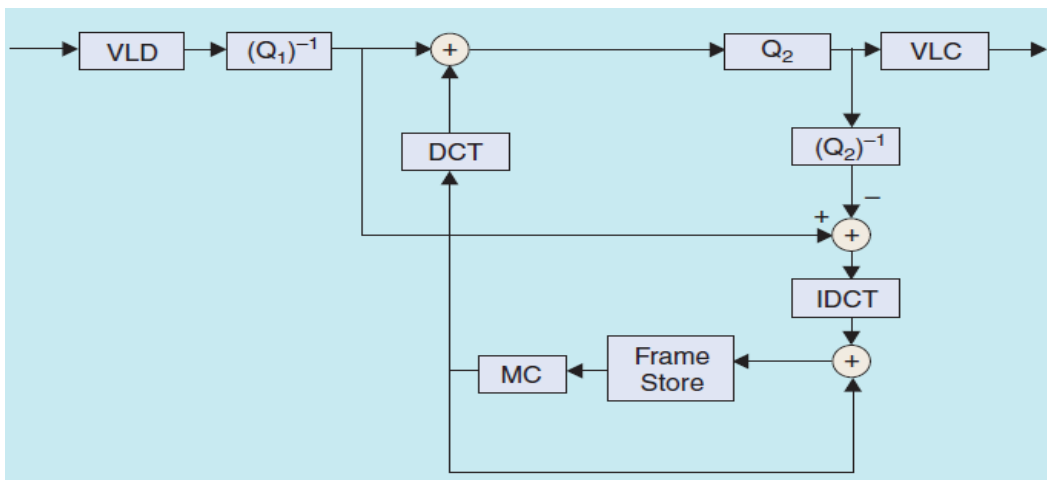 VLD
(Q₁)⁻¹
+
Q₂
VLC
DCT
(Q₂)⁻¹
−
+
+
IDCT
MC
Frame
Store
+